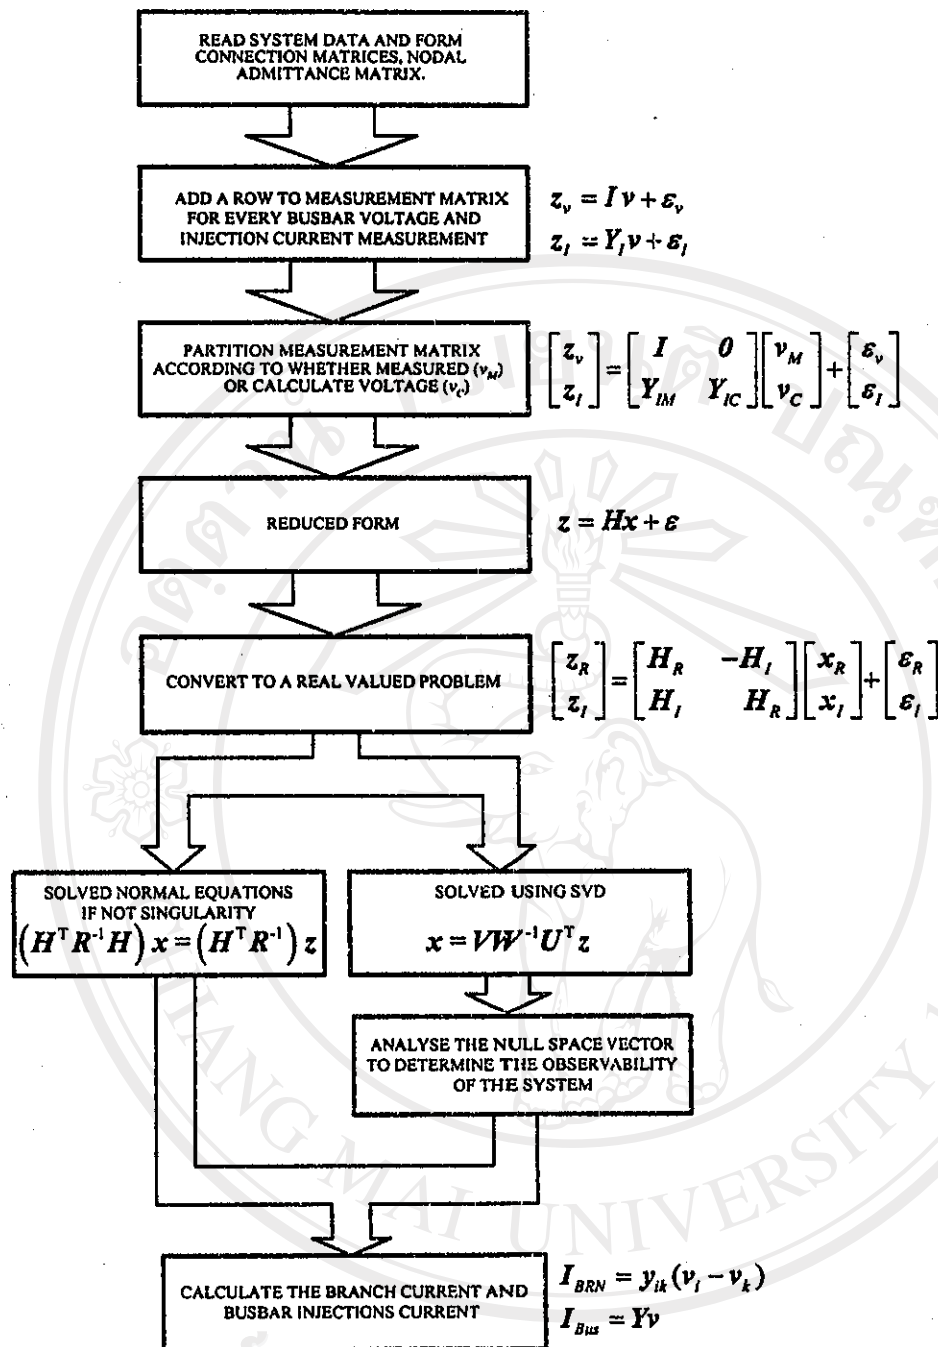 READ SYSTEM DATA AND FORM
CONNECTION MATRICES, NODAL
ADMITTANCE MATRIX.
ADD A ROW TO MEASUREMENT MATRIX
FOR EVERY BUSBAR VOLTAGE AND
INJECTION CURRENT MEASUREMENT
z_v = I v + ε_v
z_I = Y_I v + ε_I
PARTITION MEASUREMENT MATRIX
ACCORDING TO WHETHER MEASURED (v_M)
OR CALCULATE VOLTAGE (v_C)
[z_v; z_I] = [I 0; Y_IM Y_IC] [v_M; v_C] + [ε_v; ε_I]
REDUCED FORM
z = Hx + ε
CONVERT TO A REAL VALUED PROBLEM
[z_R; z_I] = [H_R -H_I; H_I H_R] [x_R; x_I] + [ε_R; ε_I]
SOLVED NORMAL EQUATIONS
IF NOT SINGULARITY
(H^T R^-1 H) x = (H^T R^-1) z
SOLVED USING SVD
x = VW^-1 U^T z
ANALYSE THE NULL SPACE VECTOR
TO DETERMINE THE OBSERVABILITY
OF THE SYSTEM
CALCULATE THE BRANCH CURRENT AND
BUSBAR INJECTIONS CURRENT
I_BRN = y_ik (v_i - v_k)
I_Bus = Yv
CHIANG MAI UNIVERSITY